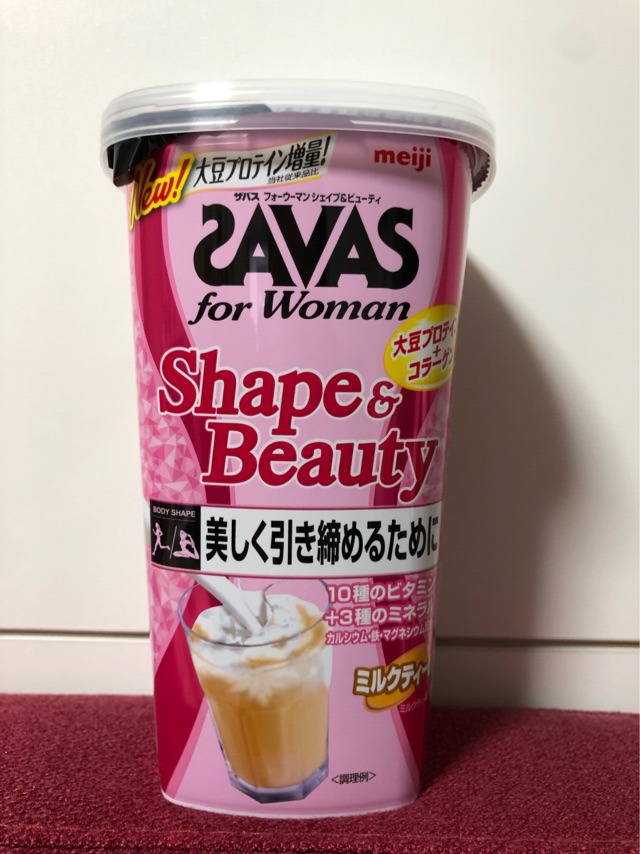 New!
大豆プロテイン増量!
当社従来品比
meiji
ザバス フォーウーマン シェイプ&ビューティ
SAVAS
for Woman
大豆プロテイン
+
コラーゲン
Shape &
Beauty
BODY SHAPE
美しく引き締めるために
10種のビタミン
+3種のミネラル
カルシウム・鉄・マグネシウム
ミルクティー
<調理例>